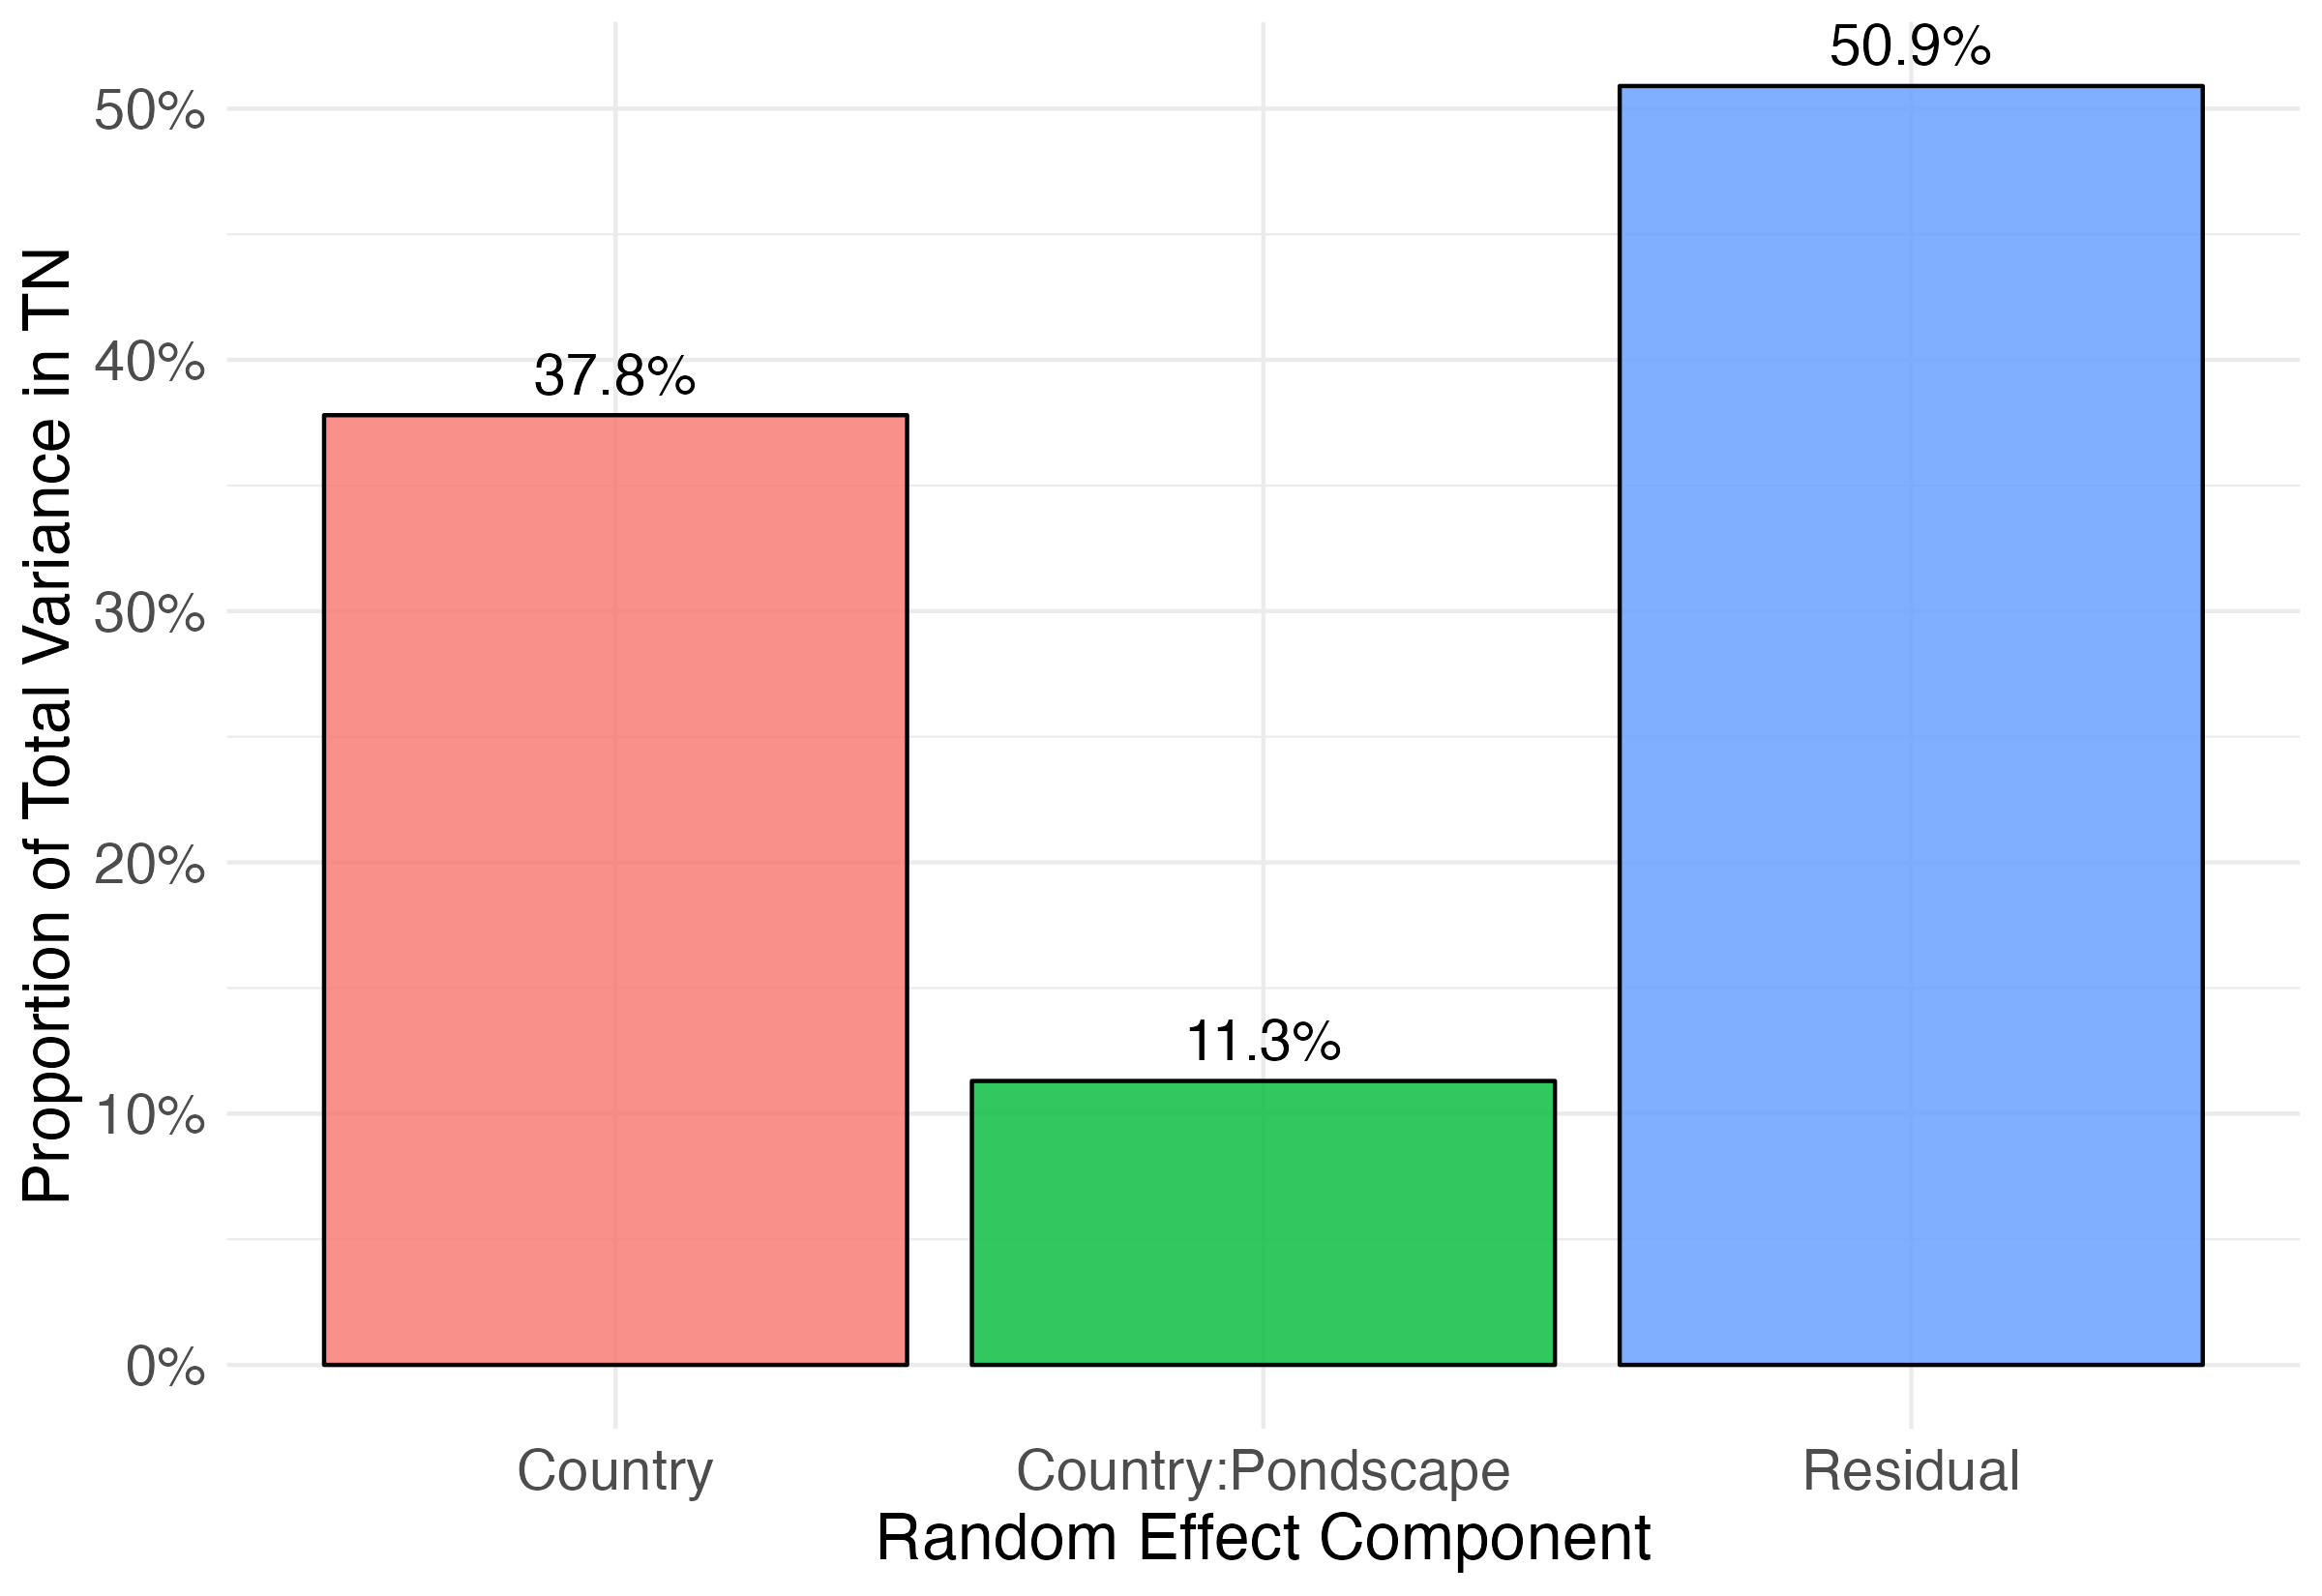 Proportion of Total Variance in TN
50%
40%
30%
20%
10%
0%
37.8%
11.3%
50.9%
Country
Country:Pondscape
Residual
Random Effect Component